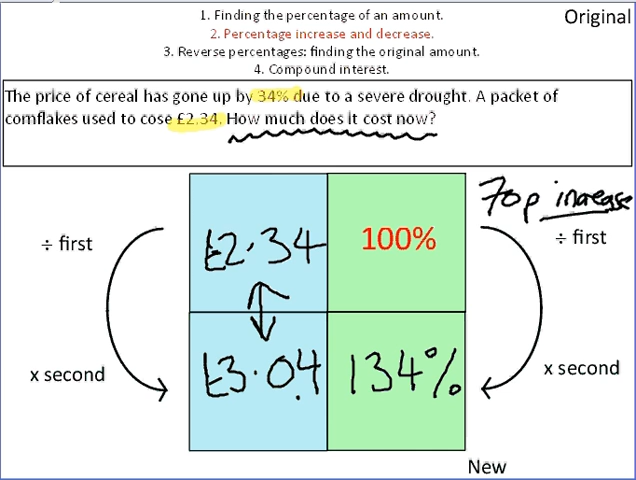 Original
1. Finding the percentage of an amount.
2. Percentage increase and decrease.
3. Reverse percentages: finding the original amount.
4. Compound interest.
The price of cereal has gone up by 34% due to a severe drought. A packet of
cornflakes used to cose £2.34. How much does it cost now?
70p increase
÷ first
£2.34
100%
÷ first
x second
£3.04
134%
x second
New